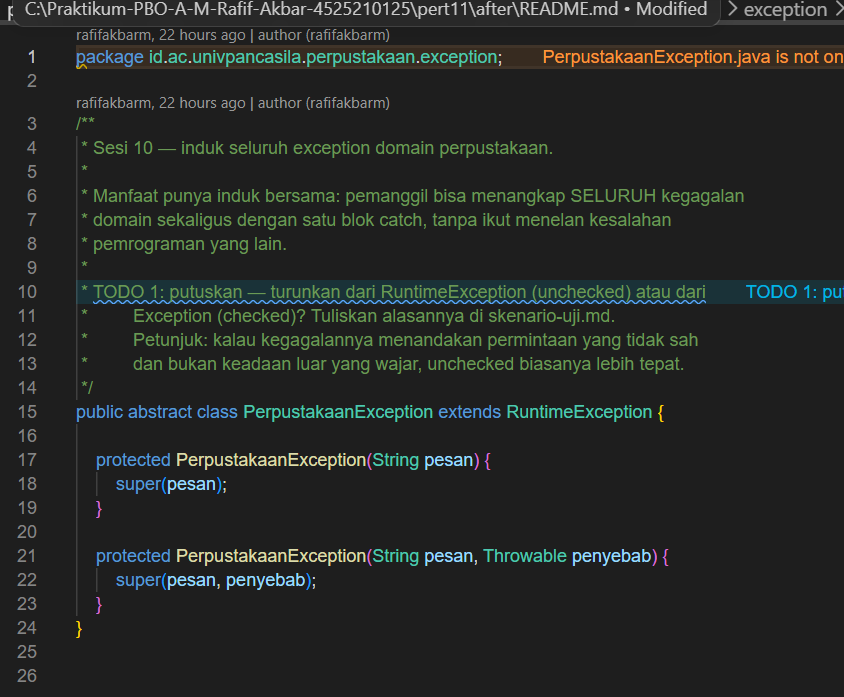 C:\Praktikum-PBO-A-M-Rafif-Akbar-4525210125\pert11\after\README.md • Modified > exception >
rafifakbarm, 22 hours ago | author (rafifakbarm)
1 package id.ac.univpancasila.perpustakaan.exception; PerpustakaanException.java is not on
2
rafifakbarm, 22 hours ago | author (rafifakbarm)
3 /**
4 * Sesi 10 — induk seluruh exception domain perpustakaan.
5 *
6 * Manfaat punya induk bersama: pemanggil bisa menangkap SELURUH kegagalan
7 * domain sekaligus dengan satu blok catch, tanpa ikut menelan kesalahan
8 * pemrograman yang lain.
9 *
10 * TODO 1: putuskan — turunkan dari RuntimeException (unchecked) atau dari TODO 1: pu
11 * Exception (checked)? Tuliskan alasannya di skenario-uji.md.
12 * Petunjuk: kalau kegagalannya menandakan permintaan yang tidak sah
13 * dan bukan keadaan luar yang wajar, unchecked biasanya lebih tepat.
14 */
15 public abstract class PerpustakaanException extends RuntimeException {
16
17 protected PerpustakaanException(String pesan) {
18 super(pesan);
19 }
20
21 protected PerpustakaanException(String pesan, Throwable penyebab) {
22 super(pesan, penyebab);
23 }
24 }
25
26